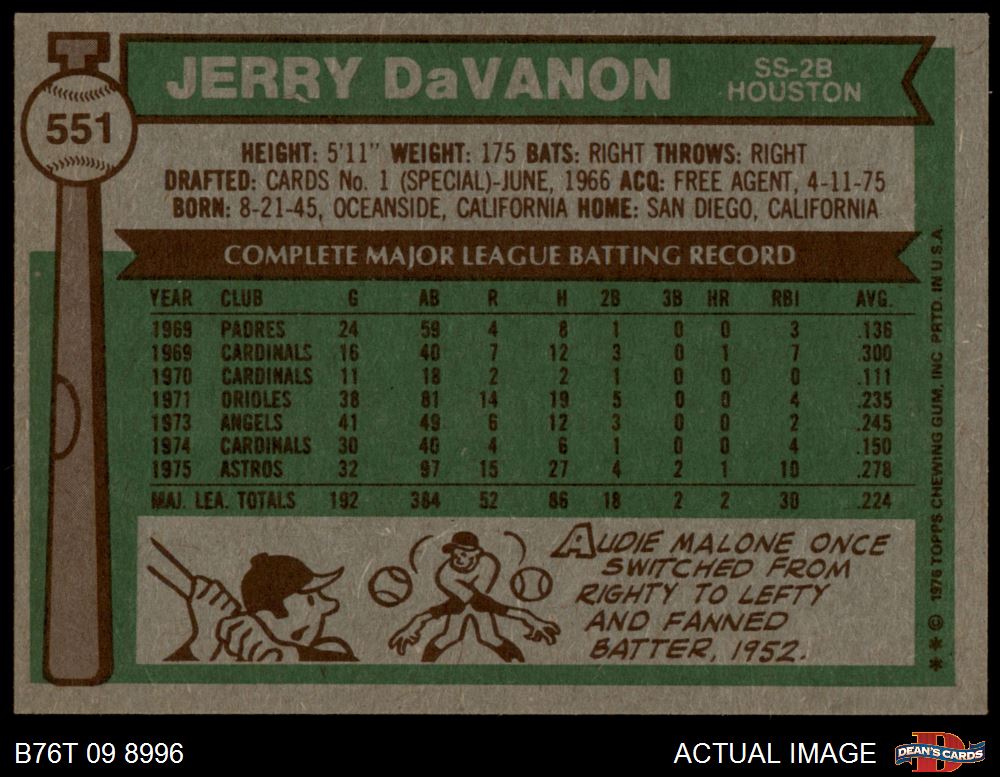 551
JERRY DaVANON
SS-2B
HOUSTON
HEIGHT: 5'11" WEIGHT: 175 BATS: RIGHT THROWS: RIGHT
DRAFTED: CARDS No. 1 (SPECIAL)-JUNE, 1966 ACQ: FREE AGENT, 4-11-75
BORN: 8-21-45, OCEANSIDE, CALIFORNIA HOME: SAN DIEGO, CALIFORNIA
COMPLETE MAJOR LEAGUE BATTING RECORD
YEAR CLUB G AB R H 2B 3B HR RBI AVG.
1969 PADRES 24 59 4 8 1 0 0 3 .136
1969 CARDINALS 16 40 7 12 3 0 1 7 .300
1970 CARDINALS 11 18 2 2 1 0 0 0 .111
1971 ORIOLES 38 81 14 19 5 0 0 4 .235
1973 ANGELS 41 49 6 12 3 0 0 2 .245
1974 CARDINALS 30 40 4 6 1 0 0 4 .150
1975 ASTROS 32 97 15 27 4 2 1 10 .278
MAJ. LEA. TOTALS 192 384 52 86 18 2 2 30 .224
AUDIE MALONE ONCE
SWITCHED FROM
RIGHTY TO LEFTY
AND FANNED
BATTER, 1952.
** © 1976 TOPPS CHEWING GUM, INC. PRTD. IN U.S.A.
B76T 09 8996
ACTUAL IMAGE
DEAN'S CARDS